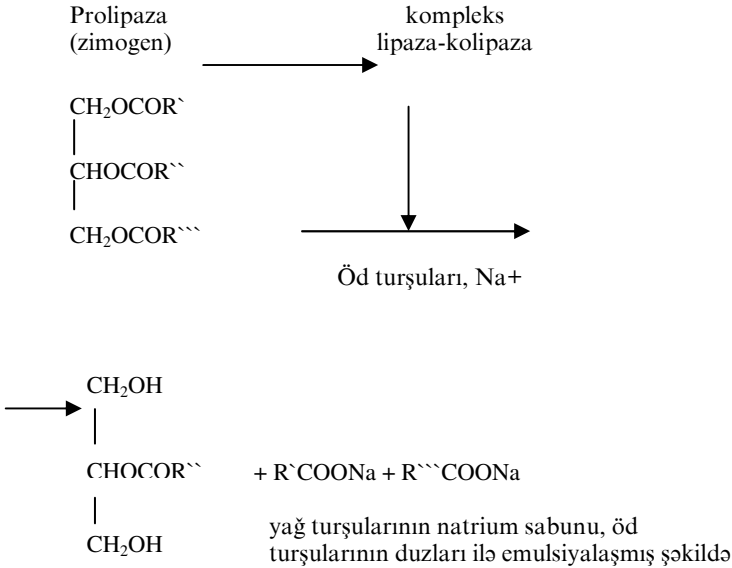 Prolipaza kompleks
(zimogen) lipaza-kolipaza
CH₂OCOR`
CHOCOR``
CH₂OCOR```
Öd turşuları, Na+
CH₂OH
CHOCOR`` + R`COONa + R```COONa
CH₂OH
yağ turşularının natrium sabunu, öd
turşularının duzları ilə emulsiyalaşmış şəkildə